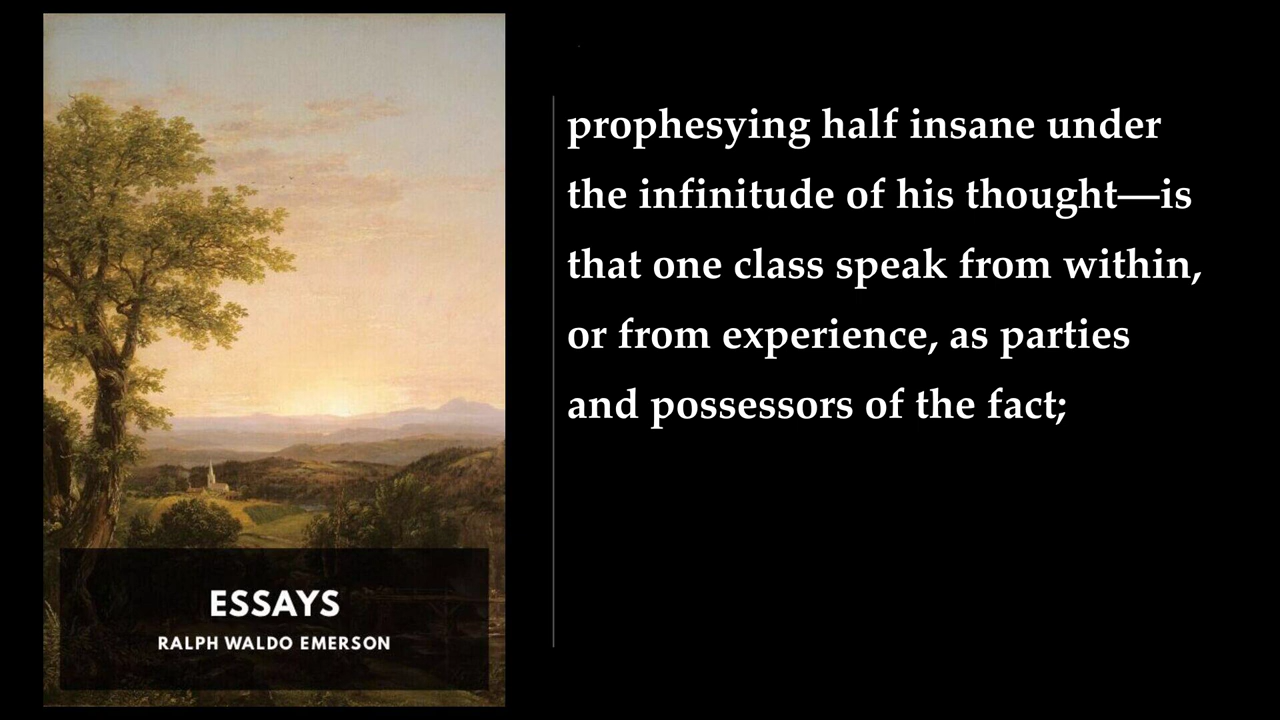 ESSAYS
RALPH WALDO EMERSON
prophesying half insane under
the infinitude of his thought—is
that one class speak from within,
or from experience, as parties
and possessors of the fact;